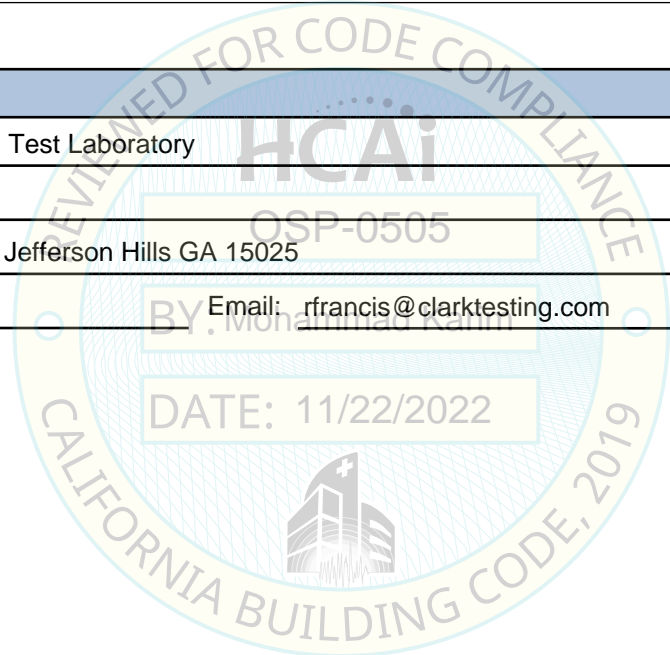 REVIEWED FOR CODE COMPLIANCE
HCAi
Test Laboratory
OSP-0505
Jefferson Hills GA 15025
Email: rfrancis@clarktesting.com
BY: Mohammad Karim
DATE: 11/22/2022
CALIFORNIA BUILDING CODE, 2019